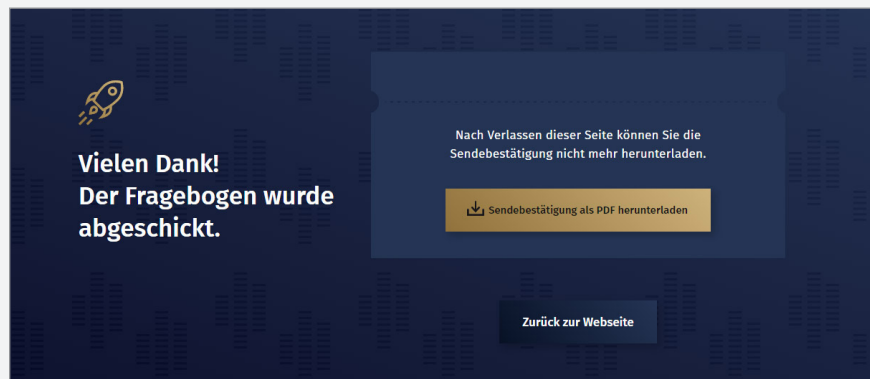 Vielen Dank!
Der Fragebogen wurde
abgeschickt.
Nach Verlassen dieser Seite können Sie die
Sendebestätigung nicht mehr herunterladen.
Sendebestätigung als PDF herunterladen
Zurück zur Webseite